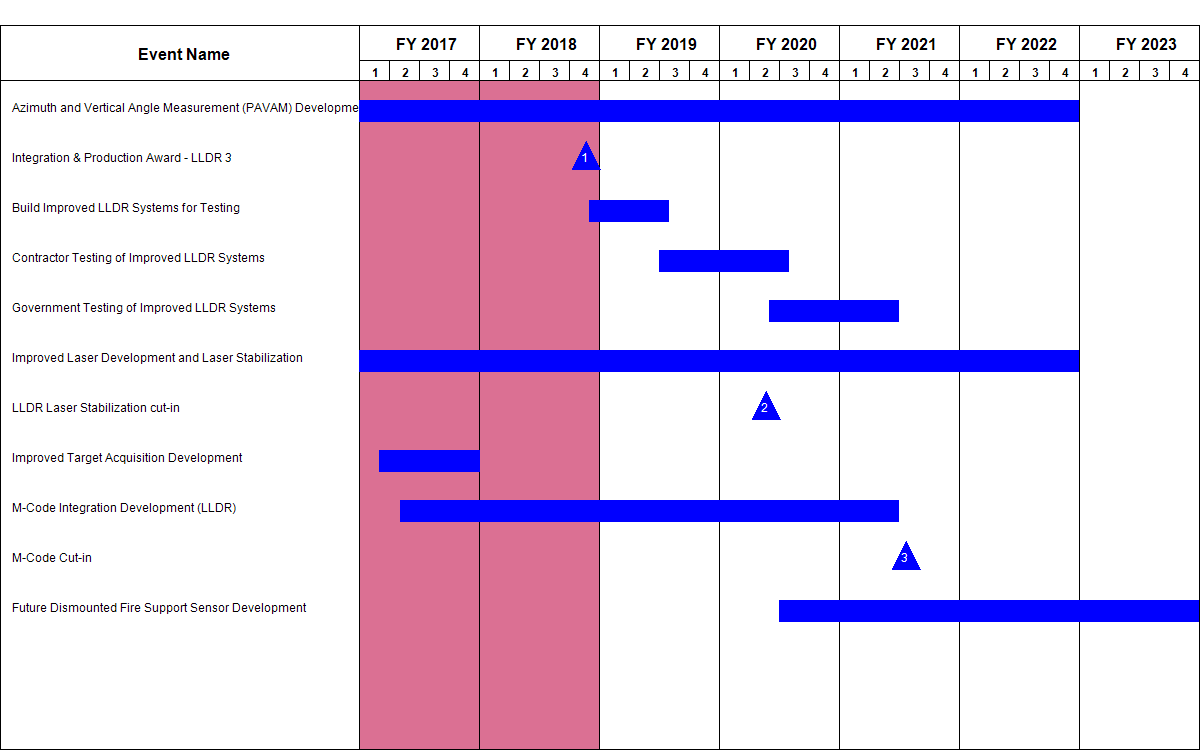 Event Name FY 2017 FY 2018 FY 2019 FY 2020 FY 2021 FY 2022 FY 2023
1 2 3 4 1 2 3 4 1 2 3 4 1 2 3 4 1 2 3 4 1 2 3 4 1 2 3 4
Azimuth and Vertical Angle Measurement (PAVAM) Developme
Integration & Production Award - LLDR 3 1
Build Improved LLDR Systems for Testing
Contractor Testing of Improved LLDR Systems
Government Testing of Improved LLDR Systems
Improved Laser Development and Laser Stabilization
LLDR Laser Stabilization cut-in 2
Improved Target Acquisition Development
M-Code Integration Development (LLDR)
M-Code Cut-in 3
Future Dismounted Fire Support Sensor Development